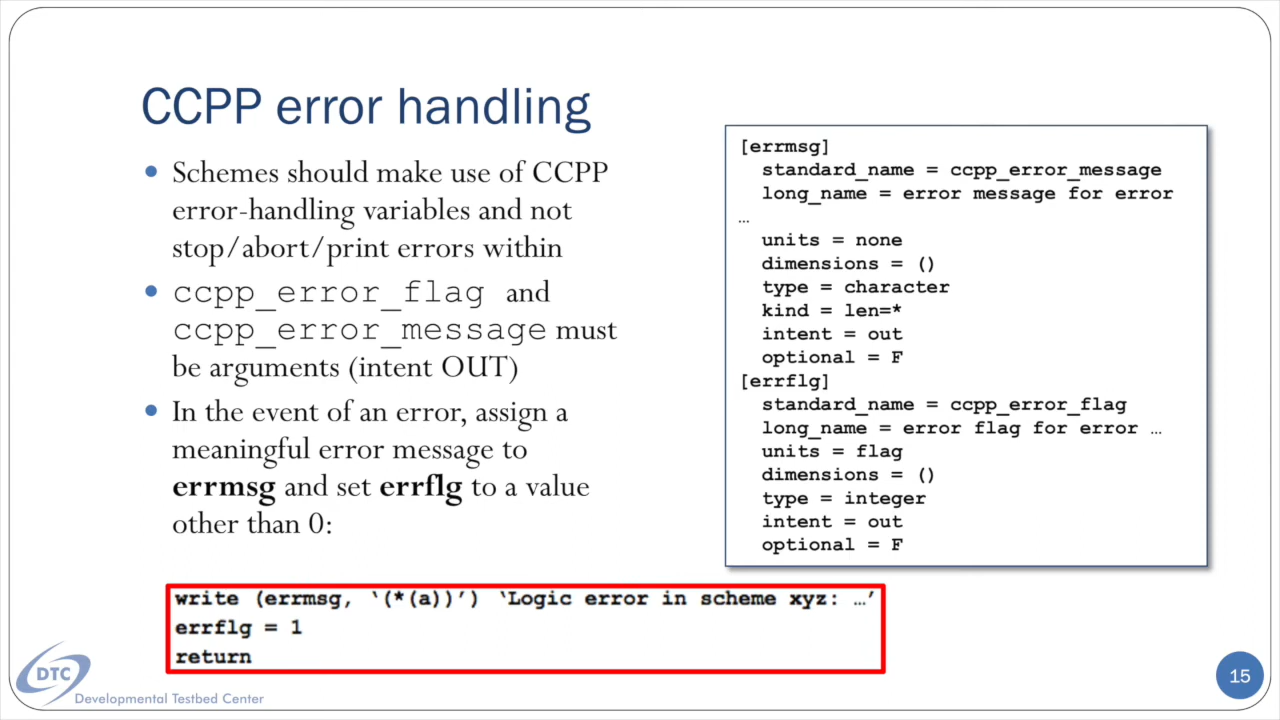 CCPP error handling
• Schemes should make use of CCPP
error-handling variables and not
stop/abort/print errors within
• ccpp_error_flag and
ccpp_error_message must
be arguments (intent OUT)
• In the event of an error, assign a
meaningful error message to
errmsg and set errflg to a value
other than 0:
[errmsg]
standard_name = ccpp_error_message
long_name = error message for error
…
units = none
dimensions = ()
type = character
kind = len=*
intent = out
optional = F
[errflg]
standard_name = ccpp_error_flag
long_name = error flag for error …
units = flag
dimensions = ()
type = integer
intent = out
optional = F
write (errmsg, ‘(*(a))’) ‘Logic error in scheme xyz: …’
errflg = 1
return
DTC
Developmental Testbed Center
15